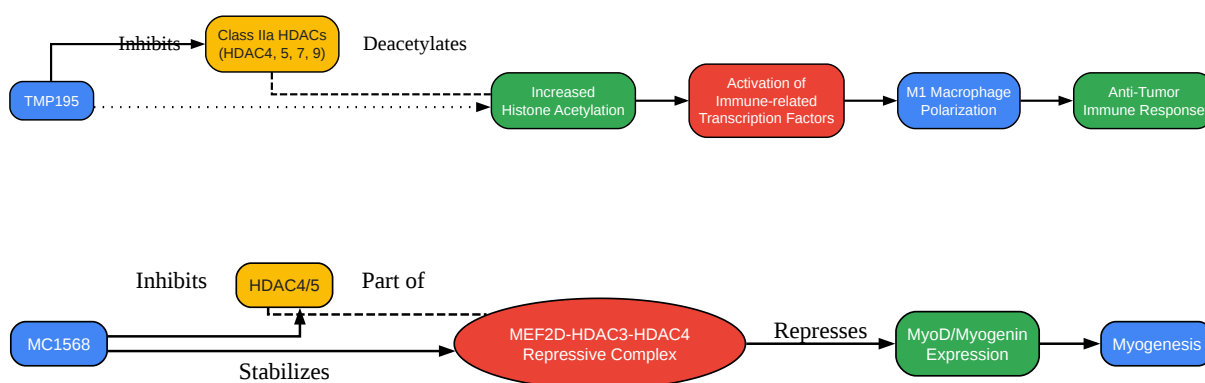 Inhibits
Class IIa HDACs
(HDAC4, 5, 7, 9)
Deacetylates
TMP195
Increased
Histone Acetylation
Activation of
Immune-related
Transcription Factors
M1 Macrophage
Polarization
Anti-Tumor
Immune Response
Inhibits
HDAC4/5
Part of
MC1568
Stabilizes
MEF2D-HDAC3-HDAC4
Repressive Complex
Represses
MyoD/Myogenin
Expression
Myogenesis